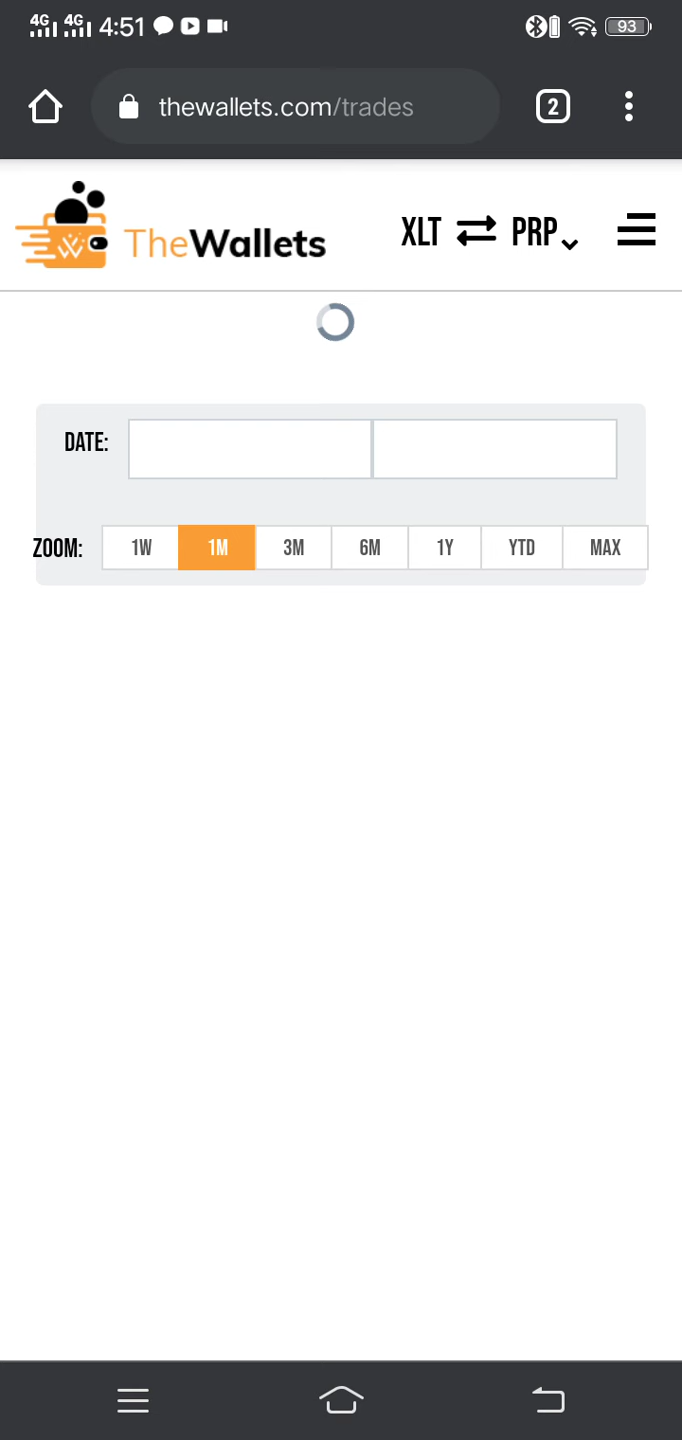 4G 4G 4:51 93
thewallets.com/trades 2
TheWallets XLT PRP
DATE:
ZOOM: 1W 1M 3M 6M 1Y YTD MAX